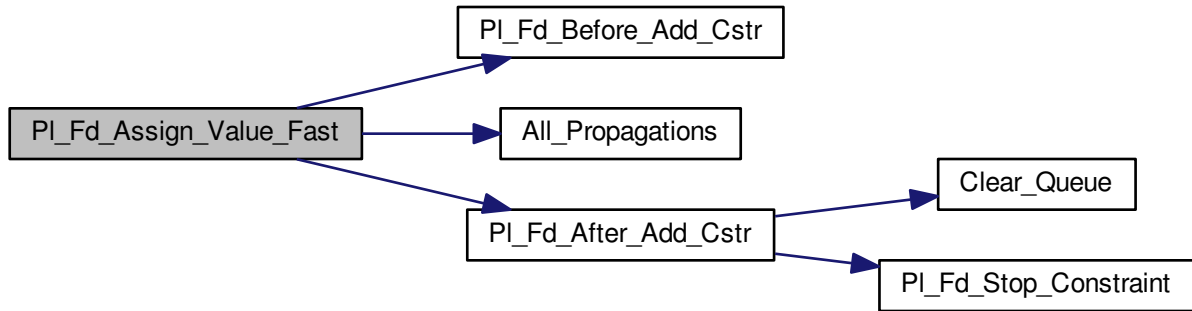 Pl_Fd_Before_Add_Cstr
Pl_Fd_Assign_Value_Fast
All_Propagations
Clear_Queue
Pl_Fd_After_Add_Cstr
Pl_Fd_Stop_Constraint